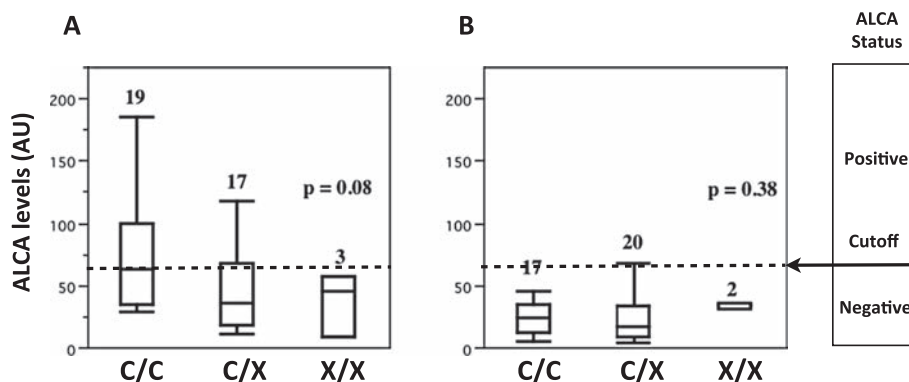 A
B
ALCA
Status
ALCA levels (AU)
200
150
100
50
0
19
17
p = 0.08
3
C/C
C/X
X/X
200
150
100
50
0
17
20
p = 0.38
2
C/C
C/X
X/X
Positive
Cutoff
Negative